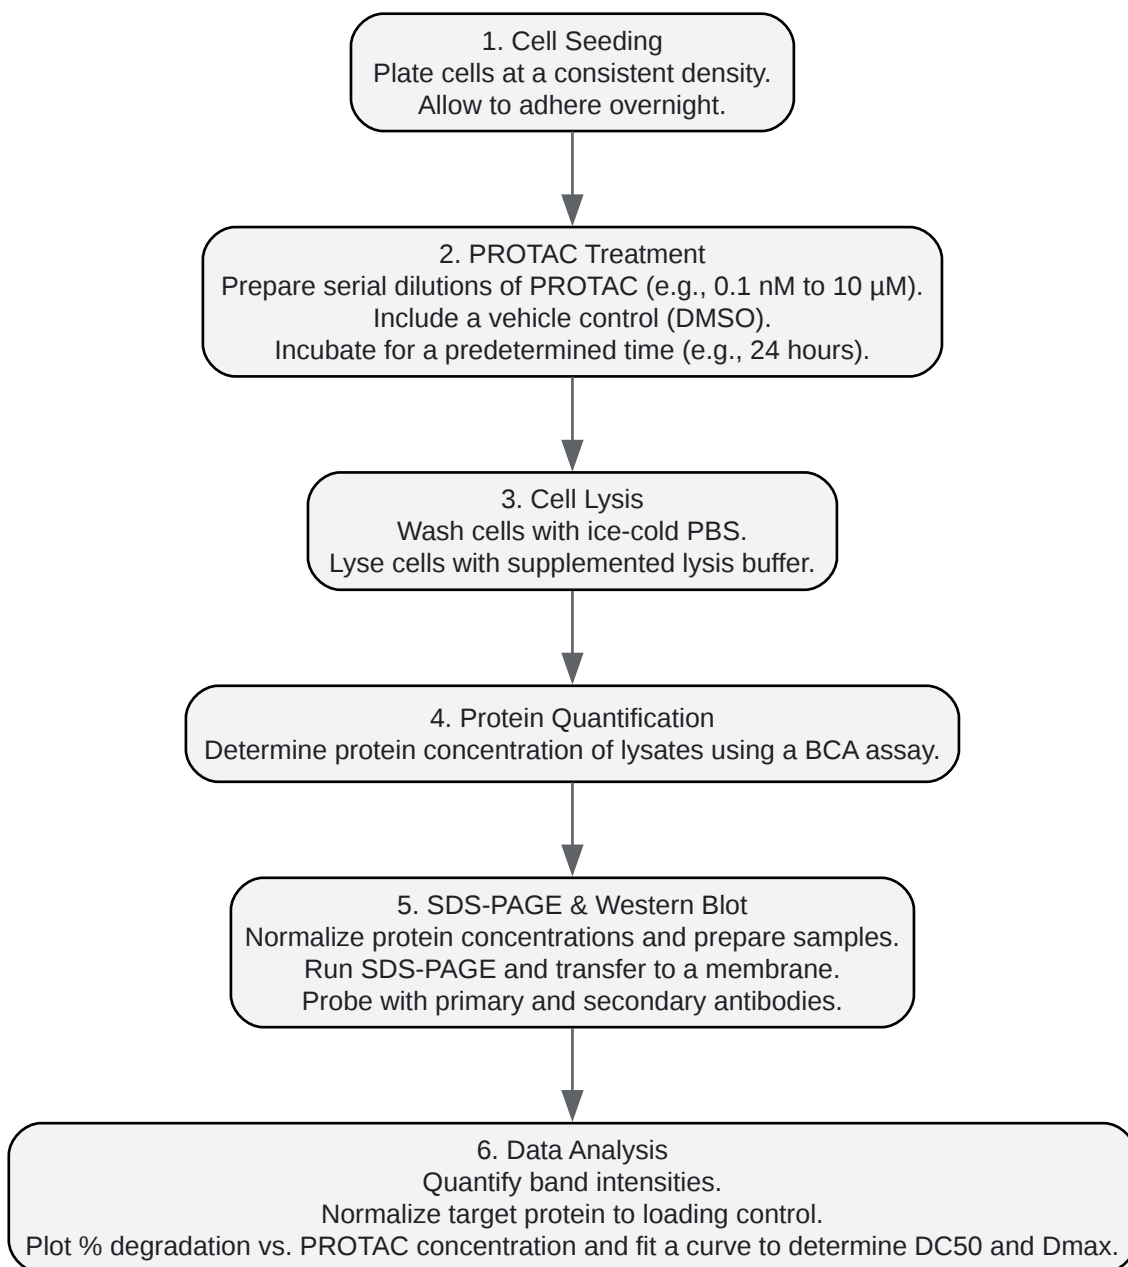 1. Cell Seeding
Plate cells at a consistent density.
Allow to adhere overnight.
2. PROTAC Treatment
Prepare serial dilutions of PROTAC (e.g., 0.1 nM to 10 µM).
Include a vehicle control (DMSO).
Incubate for a predetermined time (e.g., 24 hours).
3. Cell Lysis
Wash cells with ice-cold PBS.
Lyse cells with supplemented lysis buffer.
4. Protein Quantification
Determine protein concentration of lysates using a BCA assay.
5. SDS-PAGE & Western Blot
Normalize protein concentrations and prepare samples.
Run SDS-PAGE and transfer to a membrane.
Probe with primary and secondary antibodies.
6. Data Analysis
Quantify band intensities.
Normalize target protein to loading control.
Plot % degradation vs. PROTAC concentration and fit a curve to determine DC50 and Dmax.